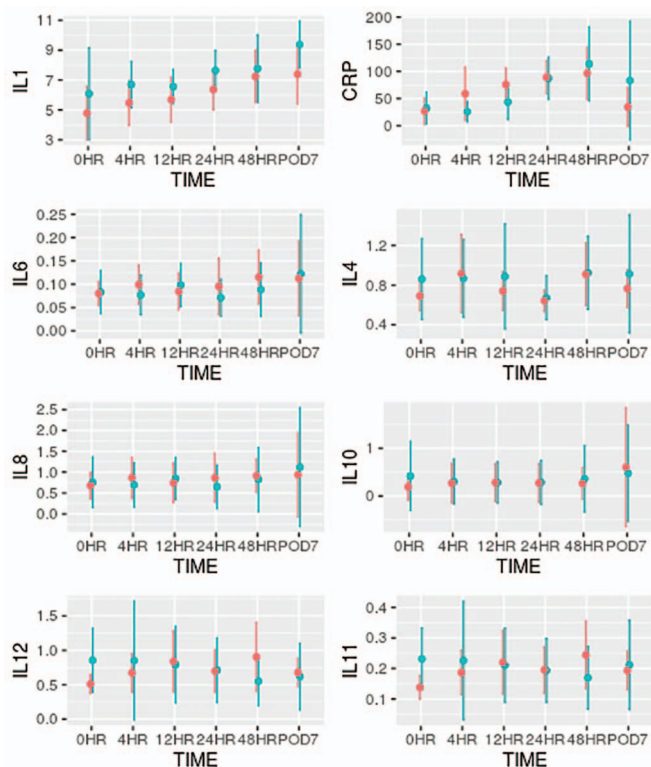 IL1
11
9
7
5
3
0HR 4HR 12HR 24HR 48HR POD7
TIME
CRP
200
150
100
50
0
0HR 4HR 12HR 24HR 48HR POD7
TIME
IL6
0.25
0.20
0.15
0.10
0.05
0.00
0HR 4HR 12HR 24HR 48HR POD7
TIME
IL4
1.2
0.8
0.4
0HR 4HR 12HR 24HR 48HR POD7
TIME
IL8
2.5
2.0
1.5
1.0
0.5
0.0
0HR 4HR 12HR 24HR 48HR POD7
TIME
IL10
1
0
0HR 4HR 12HR 24HR 48HR POD7
TIME
IL12
1.5
1.0
0.5
0.0
0HR 4HR 12HR 24HR 48HR POD7
TIME
IL11
0.4
0.3
0.2
0.1
0HR 4HR 12HR 24HR 48HR POD7
TIME